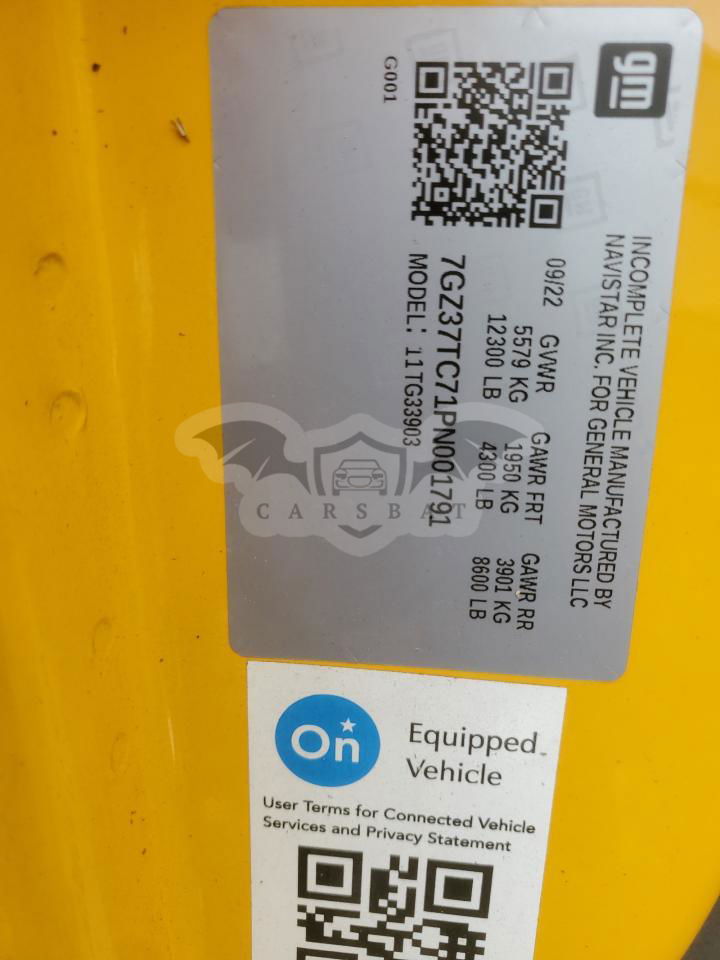 gm
INCOMPLETE VEHICLE MANUFACTURED BY
NAVISTAR INC. FOR GENERAL MOTORS LLC
09/22 GVWR GAWR FRT GAWR RR
5579 KG 1950 KG 3901 KG
12300 LB 4300 LB 8600 LB
7GZ37TC71PN001791
MODEL: 11TG33903
G001
CARSBAT
On
Equipped
Vehicle
User Terms for Connected Vehicle
Services and Privacy Statement